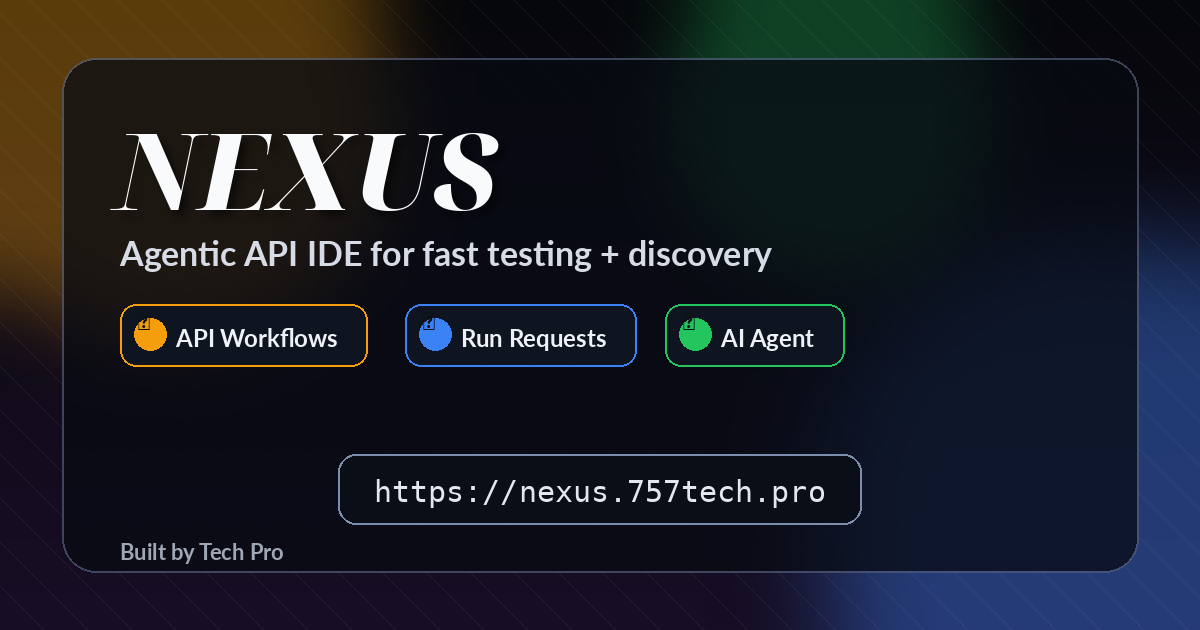 NEXUS
Agentic API IDE for fast testing + discovery
API Workflows
Run Requests
AI Agent
https://nexus.757tech.pro
Built by Tech Pro